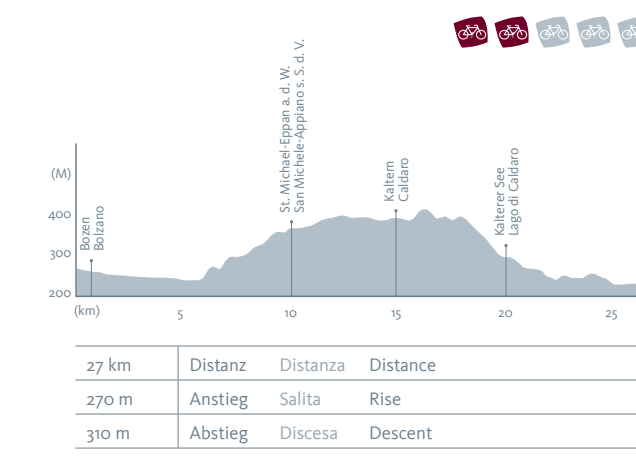 St. Michael-Eppan a. d. W.
San Michele-Appiano s. S. d. V.
Kalterer See
Lago di Caldaro
Kaltern
Caldaro
Bozen
Bolzano
(M)
400
300
200
(km) 5 10 15 20 25
27 km Distanz Distanza Distance
270 m Anstieg Salita Rise
310 m Abstieg Discesa Descent